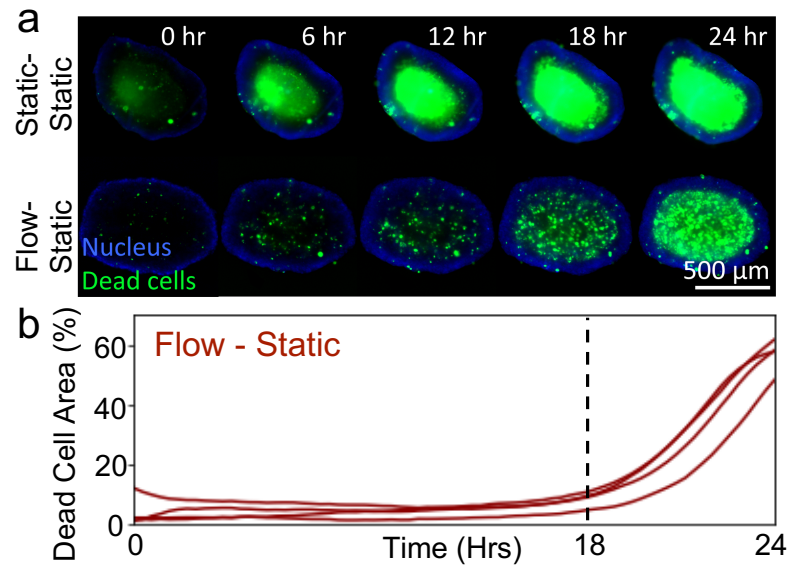 a
0 hr 6 hr 12 hr 18 hr 24 hr
Static-
Static
Flow-
Static
Nucleus
Dead cells
500 µm
b
Flow - Static
Dead Cell Area (%)
60
40
20
0
0 18 24
Time (Hrs)